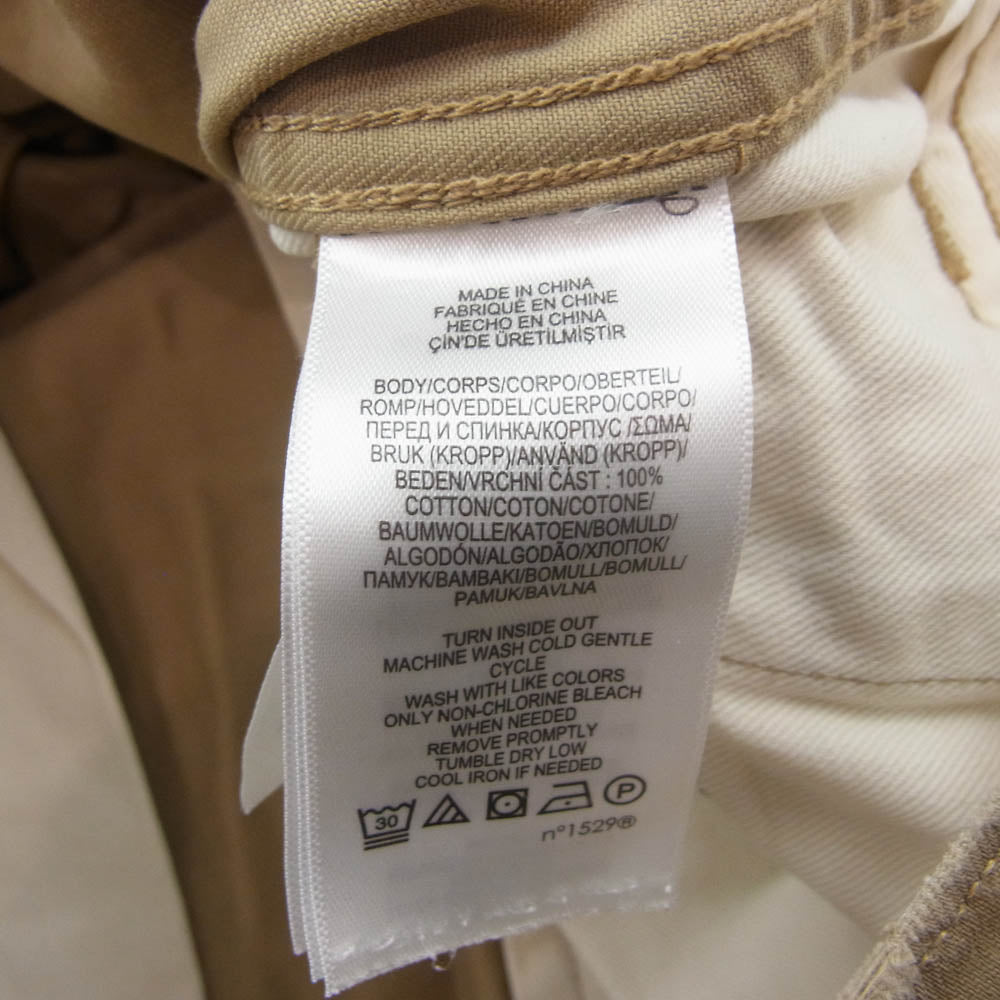 MADE IN CHINA
FABRIQUÉ EN CHINE
HECHO EN CHINA
ÇİN'DE ÜRETİLMİŞTİR
BODY/CORPS/CORPO/OBERTEIL/
ROMP/HOVEDDEL/CUERPO/CORPO/
ПЕРЕД И СПИНКА/КОРПУС /ΣΩΜΑ/
BRUK (KROPP)/ANVÄND (KROPP)/
BEDEN/VRCHNÍ ČÁST : 100%
COTTON/COTON/COTONE/
BAUMWOLLE/KATOEN/BOMULD/
ALGODÓN/ALGODÃO/ХЛОПОК/
ПАМУК/ΒΑΜΒΑΚΙ/BOMULL/BOMULL/
PAMUK/BAVLNA
TURN INSIDE OUT
MACHINE WASH COLD GENTLE
CYCLE
WASH WITH LIKE COLORS
ONLY NON-CHLORINE BLEACH
WHEN NEEDED
REMOVE PROMPTLY
TUMBLE DRY LOW
COOL IRON IF NEEDED
30 P
n°1529®